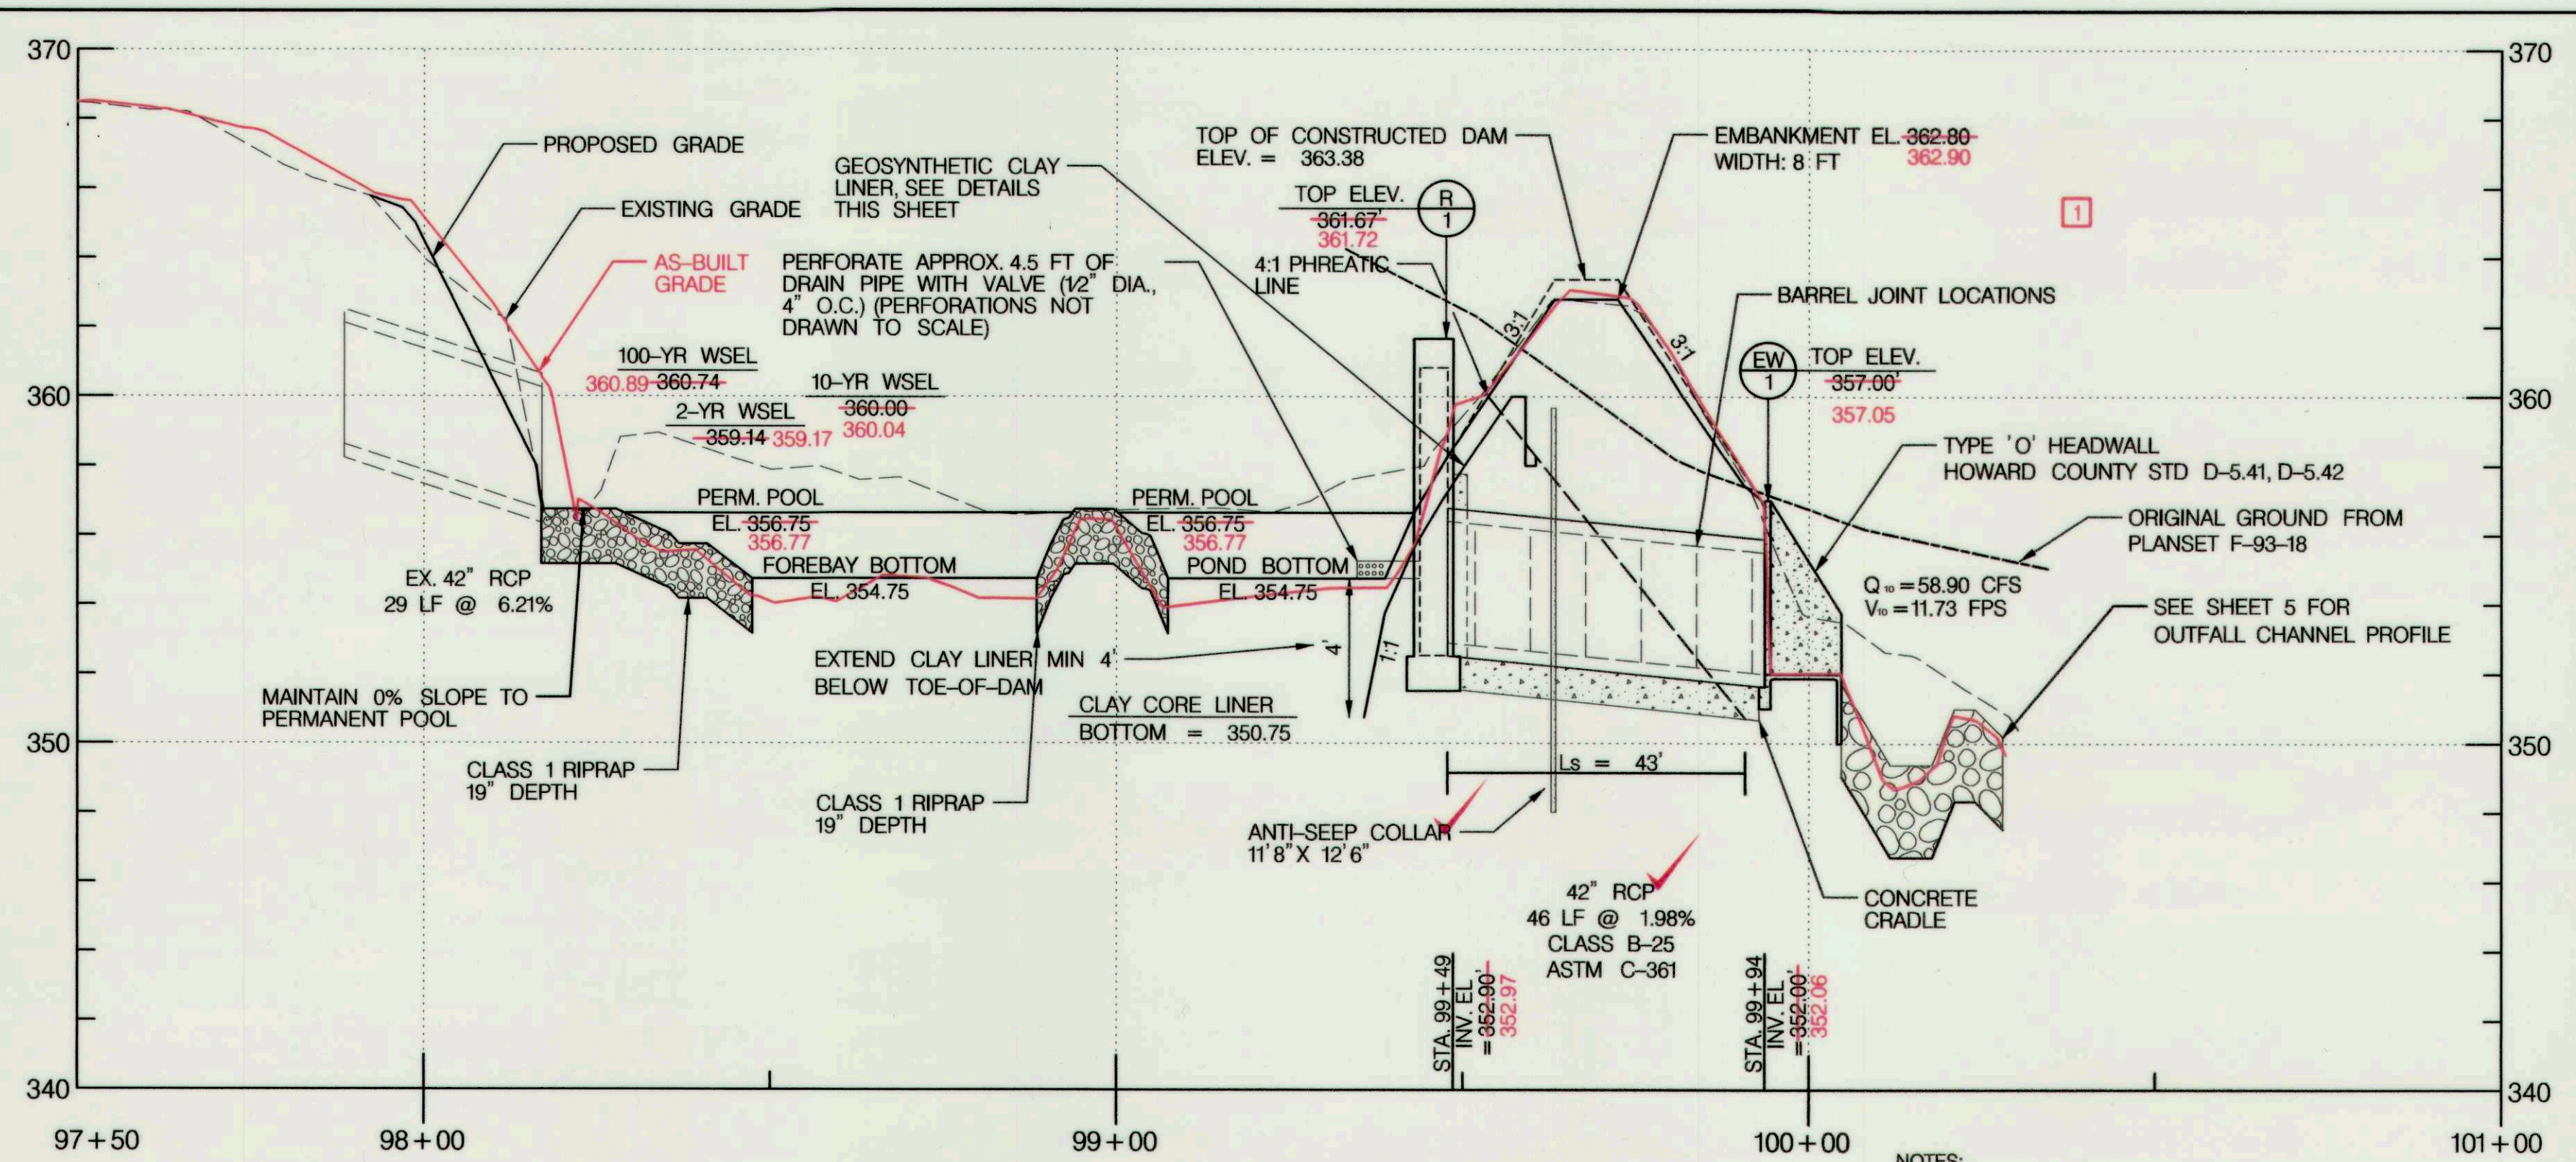 370
370
PROPOSED GRADE
EXISTING GRADE
AS-BUILT
GRADE
GEOSYNTHETIC CLAY
LINER, SEE DETAILS
THIS SHEET
PERFORATE APPROX. 4.5 FT OF
DRAIN PIPE WITH VALVE (1/2" DIA.,
4" O.C.) (PERFORATIONS NOT
DRAWN TO SCALE)
TOP OF CONSTRUCTED DAM
ELEV. = 363.38
TOP ELEV.
361.67'
361.72
R
1
4:1 PHREATIC
LINE
EMBANKMENT EL. 362.80
362.90
WIDTH: 8 FT
1
BARREL JOINT LOCATIONS
3:1
3:1
EW
1
TOP ELEV.
357.00'
357.05
100-YR WSEL
360.89 360.74
10-YR WSEL
360.00
360.04
2-YR WSEL
359.14 359.17
360
360
TYPE 'O' HEADWALL
HOWARD COUNTY STD D-5.41, D-5.42
ORIGINAL GROUND FROM
PLANSET F-93-18
PERM. POOL
EL. 356.75
356.77
PERM. POOL
EL. 356.75
356.77
FOREBAY BOTTOM
EL. 354.75
POND BOTTOM
EL. 354.75
EX. 42" RCP
29 LF @ 6.21%
Q10 = 58.90 CFS
V10 = 11.73 FPS
SEE SHEET 5 FOR
OUTFALL CHANNEL PROFILE
EXTEND CLAY LINER MIN 4'
BELOW TOE-OF-DAM
4'
1:1
MAINTAIN 0% SLOPE TO
PERMANENT POOL
CLAY CORE LINER
BOTTOM = 350.75
350
350
CLASS 1 RIPRAP
19" DEPTH
CLASS 1 RIPRAP
19" DEPTH
Ls = 43'
ANTI-SEEP COLLAR
11'8" X 12'6"
42" RCP
46 LF @ 1.98%
CLASS B-25
ASTM C-361
CONCRETE
CRADLE
STA. 99+49
INV. EL
=352.90'
352.97
STA. 99+94
INV. EL
=352.00'
352.06
340
340
97+50
98+00
99+00
100+00
101+00
NOTES: